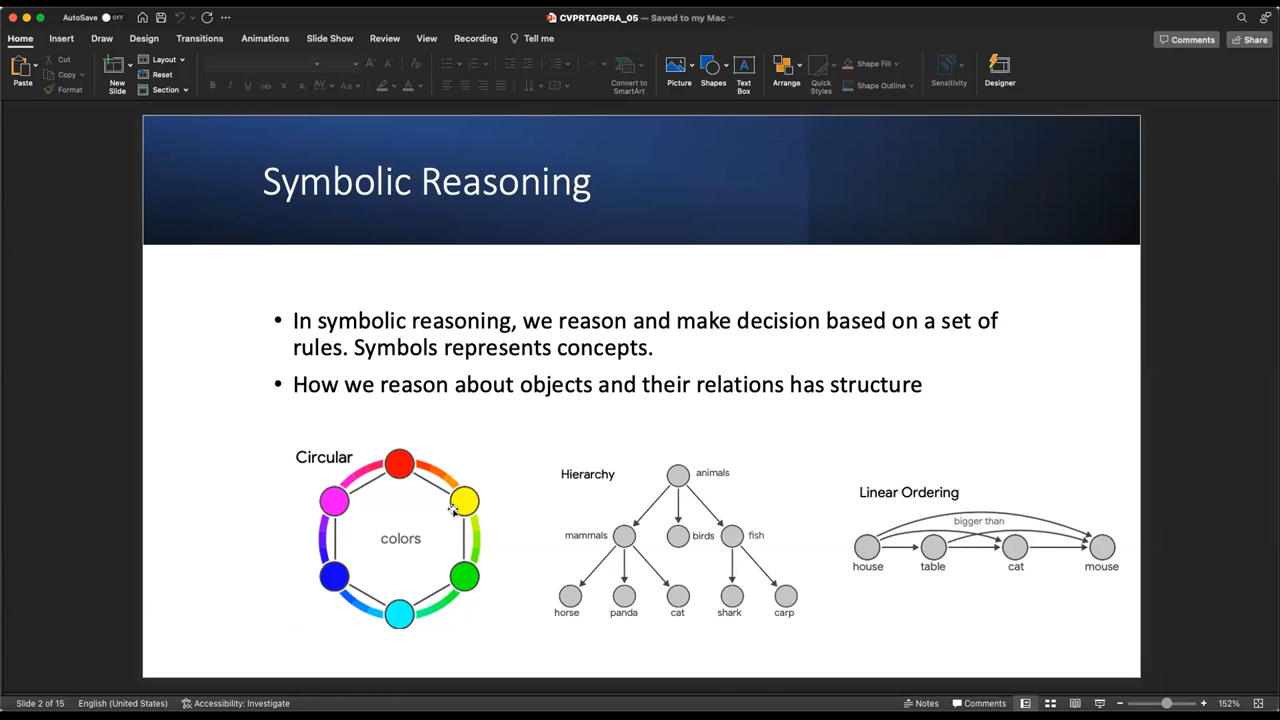 AutoSave OFF
CVPRTAGPRA_05 — Saved to my Mac
Home Insert Draw Design Transitions Animations Slide Show Review View Recording Tell me
Comments Share
Paste
Cut
Copy
Format
New Slide
Layout
Reset
Section
B I U ab
Convert to SmartArt
Picture
Shapes
Text Box
Arrange
Quick Styles
Shape Fill
Shape Outline
Sensitivity
Designer
Symbolic Reasoning
• In symbolic reasoning, we reason and make decision based on a set of
rules. Symbols represents concepts.
• How we reason about objects and their relations has structure
Circular
colors
Hierarchy
animals
mammals
birds
fish
horse
panda
cat
shark
carp
Linear Ordering
bigger than
house
table
cat
mouse
Slide 2 of 15 English (United States) Accessibility: Investigate
Notes Comments 152%